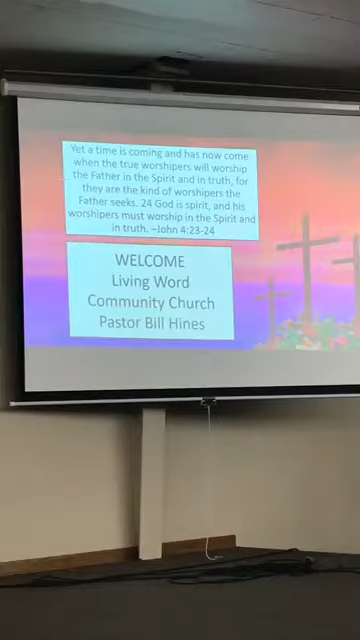 Yet a time is coming and has now come
when the true worshipers will worship
the Father in the Spirit and in truth, for
they are the kind of worshipers the
Father seeks. 24 God is spirit, and his
worshipers must worship in the Spirit and
in truth. –John 4:23-24
WELCOME
Living Word
Community Church
Pastor Bill Hines